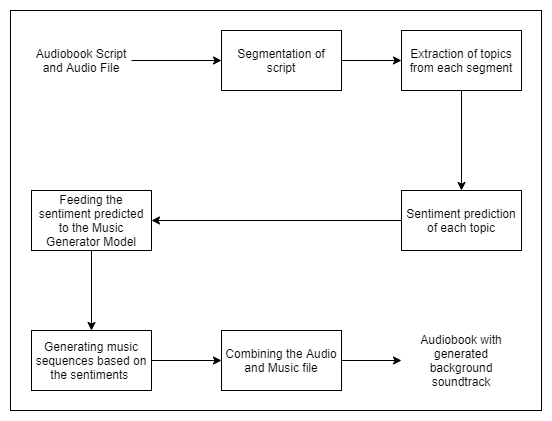 Audiobook Script
and Audio File
Segmentation of
script
Extraction of topics
from each segment
Sentiment prediction
of each topic
Feeding the
sentiment predicted
to the Music
Generator Model
Generating music
sequences based on
the sentiments
Combining the Audio
and Music file
Audiobook with
generated
background
soundtrack